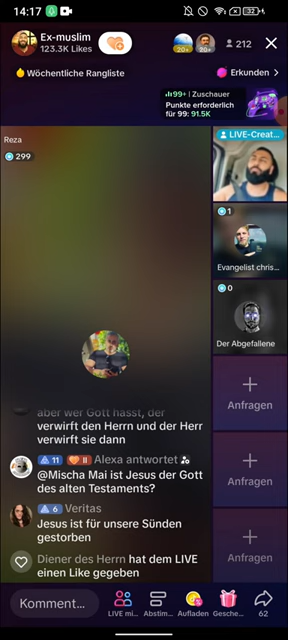 14:17
32
Ex-muslim
123.3K Likes
20+
20+
212
Wöchentliche Rangliste
Erkunden
99+ | Zuschauer
Punkte erforderlich
für 99: 91.5K
Reza
299
LIVE-Creat...
1
Evangelist chris...
0
Der Abgefallene
Anfragen
Anfragen
Anfragen
aber wer Gott hasst, der
verwirft den Herrn und der Herr
verwirft sie dann
11 II Alexa antwortet
@Mischa Mai ist Jesus der Gott
des alten Testaments?
6 Veritas
Jesus ist für unsere Sünden
gestorben
Diener des Herrn hat dem LIVE
einen Like gegeben
Komment...
LIVE mi...
Abstim...
Aufladen
Gesche...
62